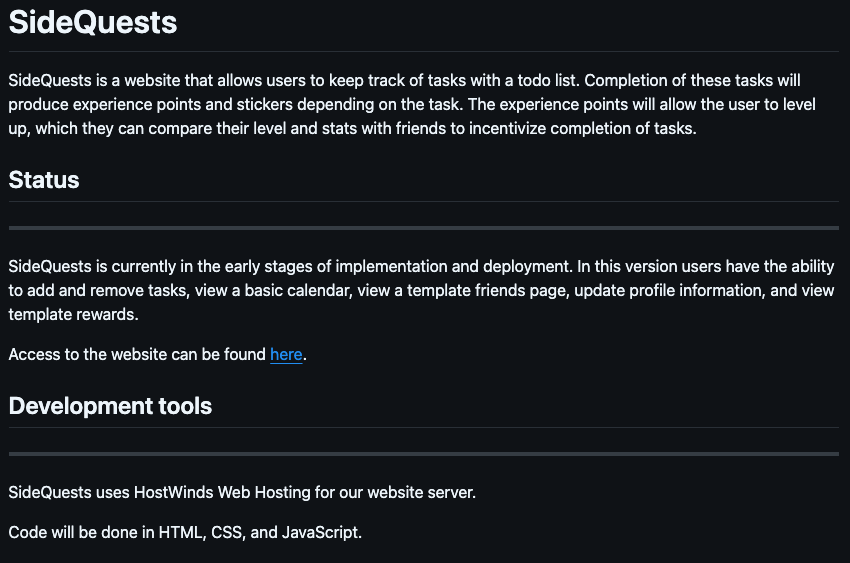 SideQuests
SideQuests is a website that allows users to keep track of tasks with a todo list. Completion of these tasks will
produce experience points and stickers depending on the task. The experience points will allow the user to level
up, which they can compare their level and stats with friends to incentivize completion of tasks.
Status
SideQuests is currently in the early stages of implementation and deployment. In this version users have the ability
to add and remove tasks, view a basic calendar, view a template friends page, update profile information, and view
template rewards.
Access to the website can be found here.
Development tools
SideQuests uses HostWinds Web Hosting for our website server.
Code will be done in HTML, CSS, and JavaScript.